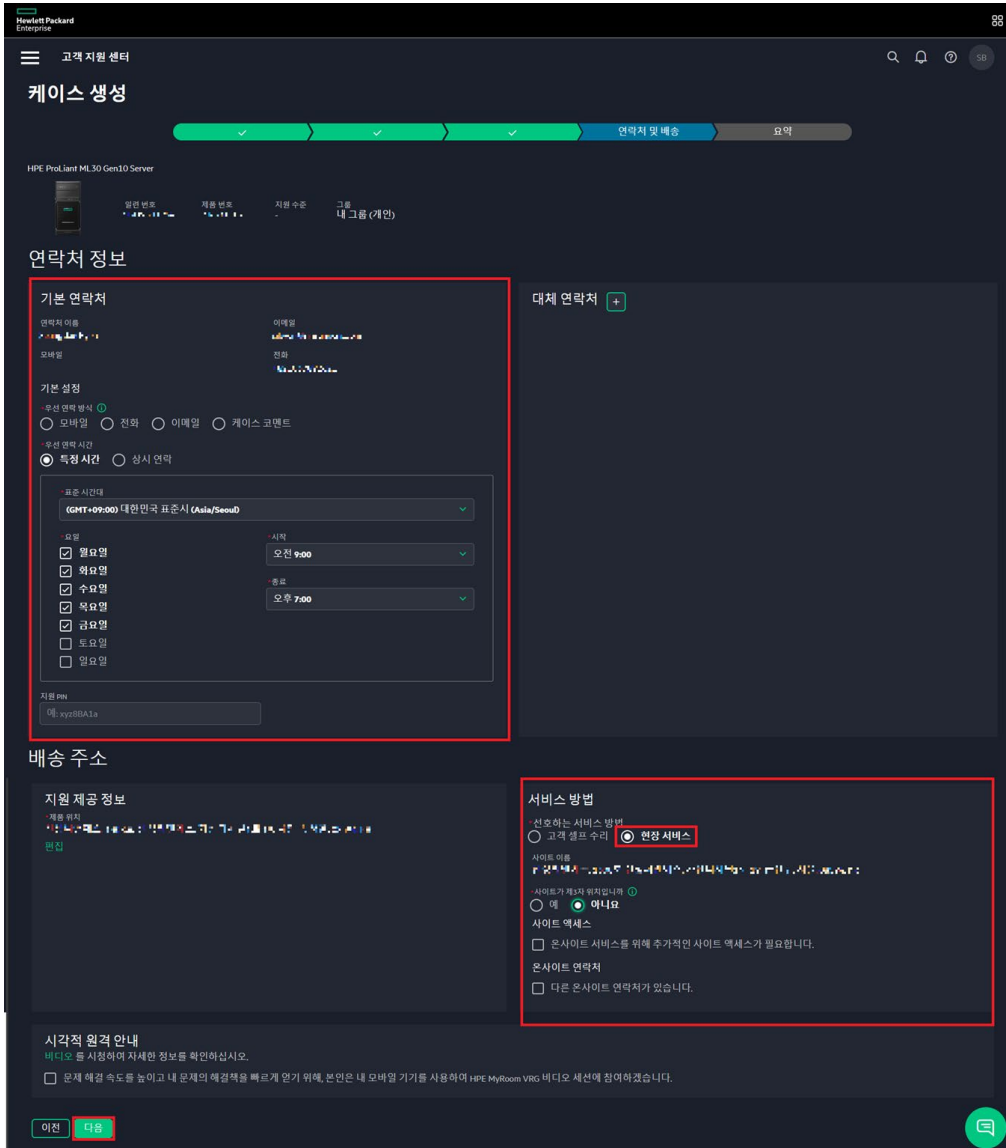 Hewlett Packard
Enterprise
고객 지원 센터
SB
케이스 생성
연락처 및 배송
요약
HPE ProLiant ML30 Gen10 Server
일련 번호
제품 번호
지원 수준
그룹
-
내 그룹 (개인)
연락처 정보
기본 연락처
연락처 이름
이메일
모바일
전화
기본 설정
*우선 연락 방식
모바일 전화 이메일 케이스 코멘트
*우선 연락 시간
특정 시간 상시 연락
*표준 시간대
(GMT+09:00) 대한민국 표준시 (Asia/Seoul)
*요일
월요일
화요일
수요일
목요일
금요일
토요일
일요일
*시작
오전 9:00
*종료
오후 7:00
지원 PIN
예: xyz8BA1a
대체 연락처 +
배송 주소
지원 제공 정보
*제품 위치
편집
서비스 방법
*선호하는 서비스 방법
고객 셀프 수리 현장 서비스
사이트 이름
*사이트가 제3자 위치입니까
예 아니요
사이트 액세스
온사이트 서비스를 위해 추가적인 사이트 액세스가 필요합니다.
온사이트 연락처
다른 온사이트 연락처가 있습니다.
시각적 원격 안내
비디오 를 시청하여 자세한 정보를 확인하십시오.
문제 해결 속도를 높이고 내 문제의 해결책을 빠르게 얻기 위해, 본인은 내 모바일 기기를 사용하여 HPE MyRoom VRG 비디오 세션에 참여하겠습니다.
이전 다음